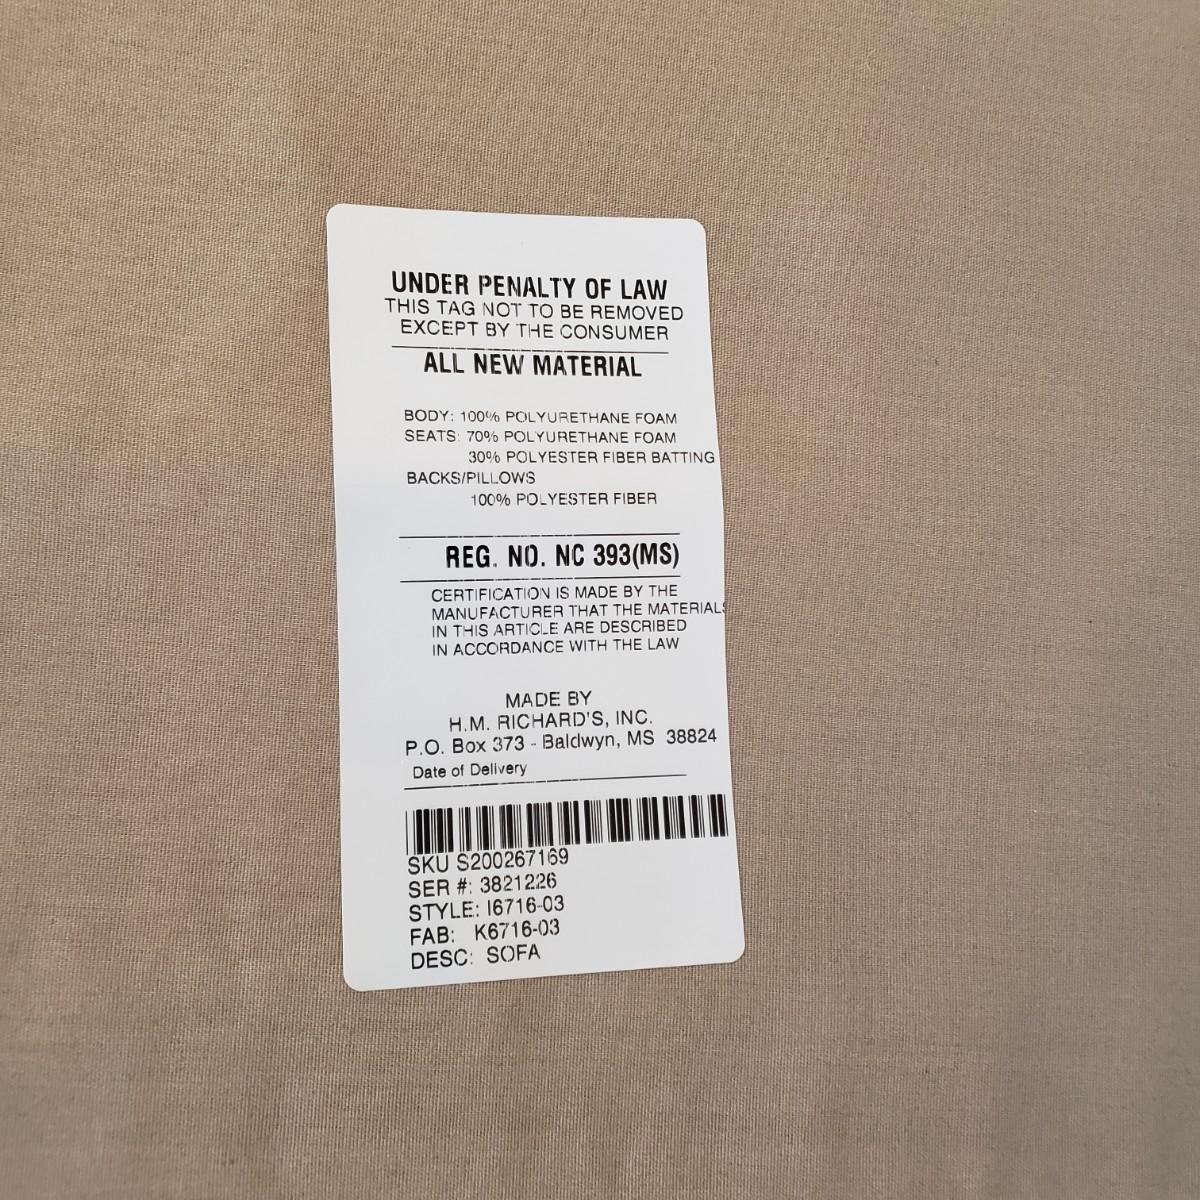 UNDER PENALTY OF LAW
THIS TAG NOT TO BE REMOVED
EXCEPT BY THE CONSUMER
ALL NEW MATERIAL
BODY: 100% POLYURETHANE FOAM
SEATS: 70% POLYURETHANE FOAM
30% POLYESTER FIBER BATTING
BACKS/PILLOWS
100% POLYESTER FIBER
REG. NO. NC 393(MS)
CERTIFICATION IS MADE BY THE
MANUFACTURER THAT THE MATERIALS
IN THIS ARTICLE ARE DESCRIBED
IN ACCORDANCE WITH THE LAW
MADE BY
H.M. RICHARD'S, INC.
P.O. Box 373 - Baldwyn, MS 38824
Date of Delivery
SKU S200267169
SER #: 3821226
STYLE: I6716-03
FAB: K6716-03
DESC: SOFA